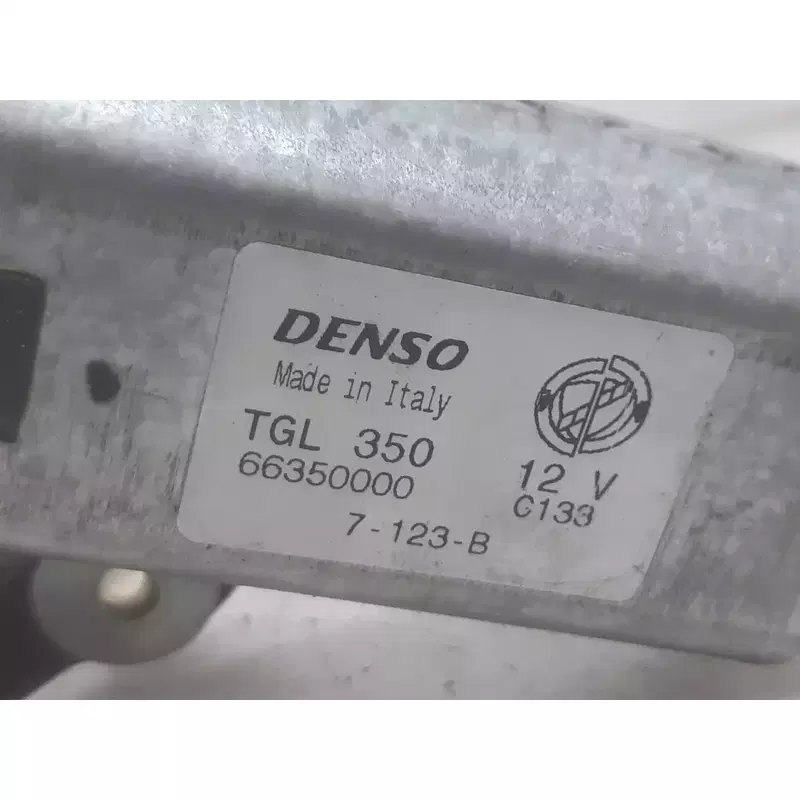 DENSO
Made in Italy
TGL 350
66350000
12 V
C133
7-123-B